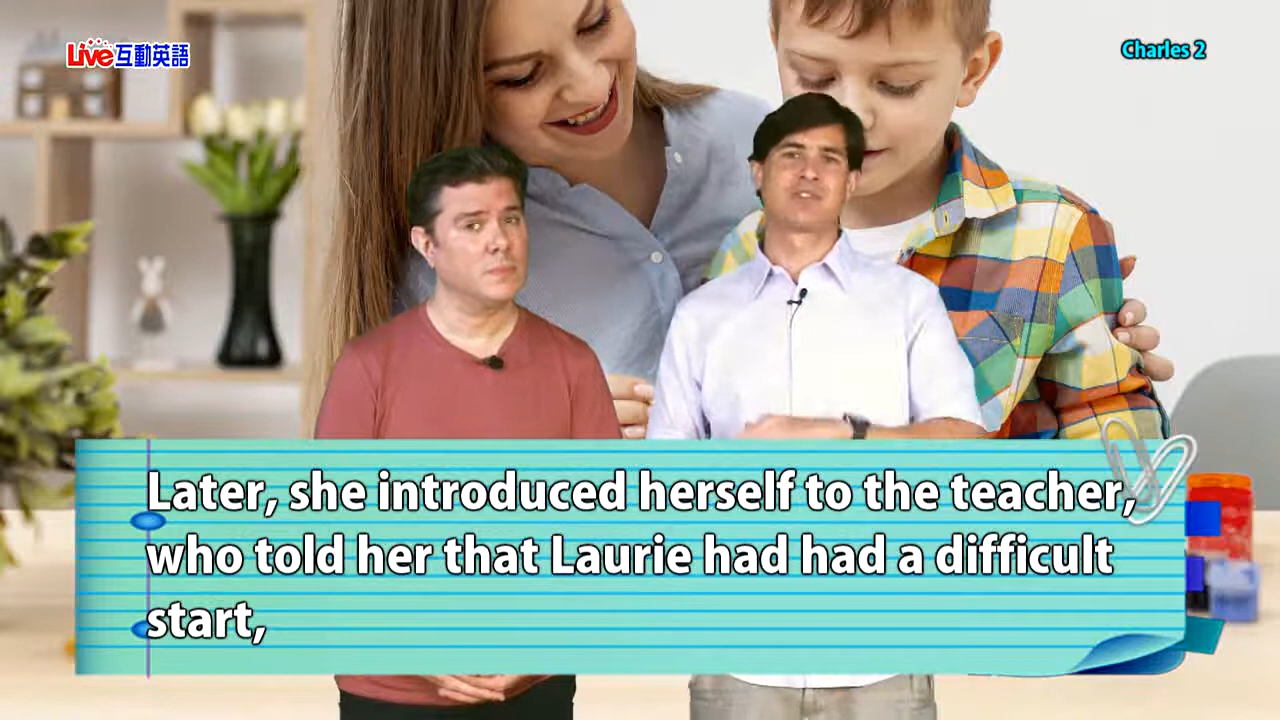 Live互動英語
Charles 2
Later, she introduced herself to the teacher,
who told her that Laurie had had a difficult
start,